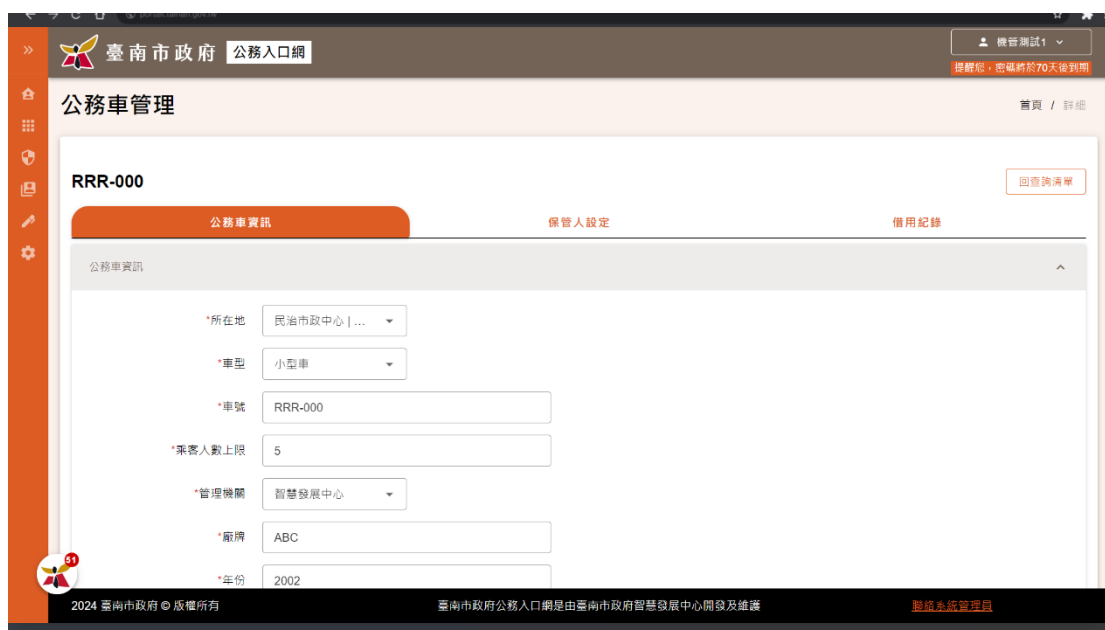 臺南市政府 公務入口網
機管測試1
提醒您，密碼將於70天後到期
公務車管理
首頁 / 詳細
RRR-000
回查詢清單
公務車資訊 保管人設定 借用紀錄
公務車資訊
*所在地 民治市政中心 | ...
*車型 小型車
*車號 RRR-000
*乘客人數上限 5
*管理機關 智慧發展中心
*廠牌 ABC
51
*年份 2002
2024 臺南市政府 © 版權所有 臺南市政府公務入口網是由臺南市政府智慧發展中心開發及維護 聯絡系統管理員